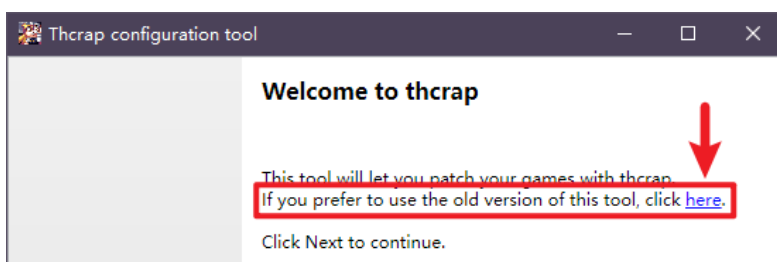 Thcrap configuration tool
Welcome to thcrap
This tool will let you patch your games with thcrap.
If you prefer to use the old version of this tool, click here.
Click Next to continue.